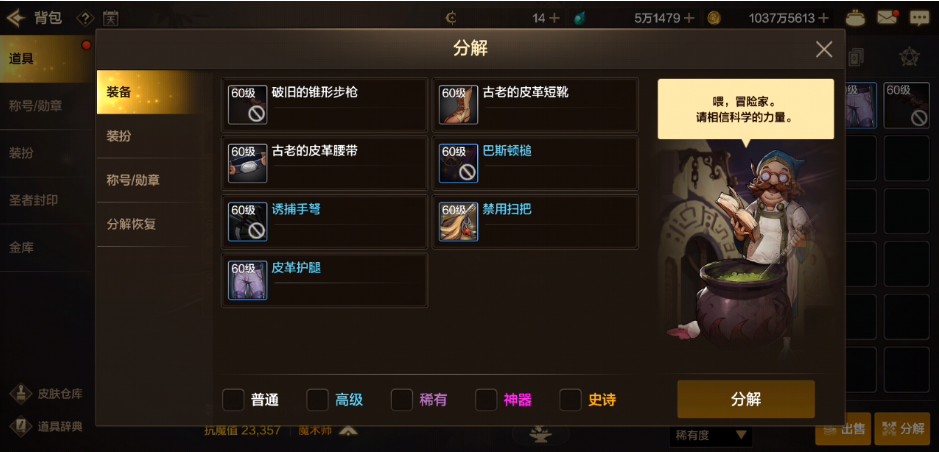 背包
14
5万1479
1037万5613
道具
称号/勋章
装扮
圣者封印
金库
皮肤仓库
道具辞典
分解
装备
装扮
称号/勋章
分解恢复
60级 破旧的锥形步枪
60级 古老的皮革短靴
60级 古老的皮革腰带
60级 巴斯顿槌
60级 诱捕手弩
60级 禁用扫把
60级 皮革护腿
喂，冒险家。
请相信科学的力量。
普通
高级
稀有
神器
史诗
分解
60级
抗魔值 23,357
魔术师
稀有度
出售
分解